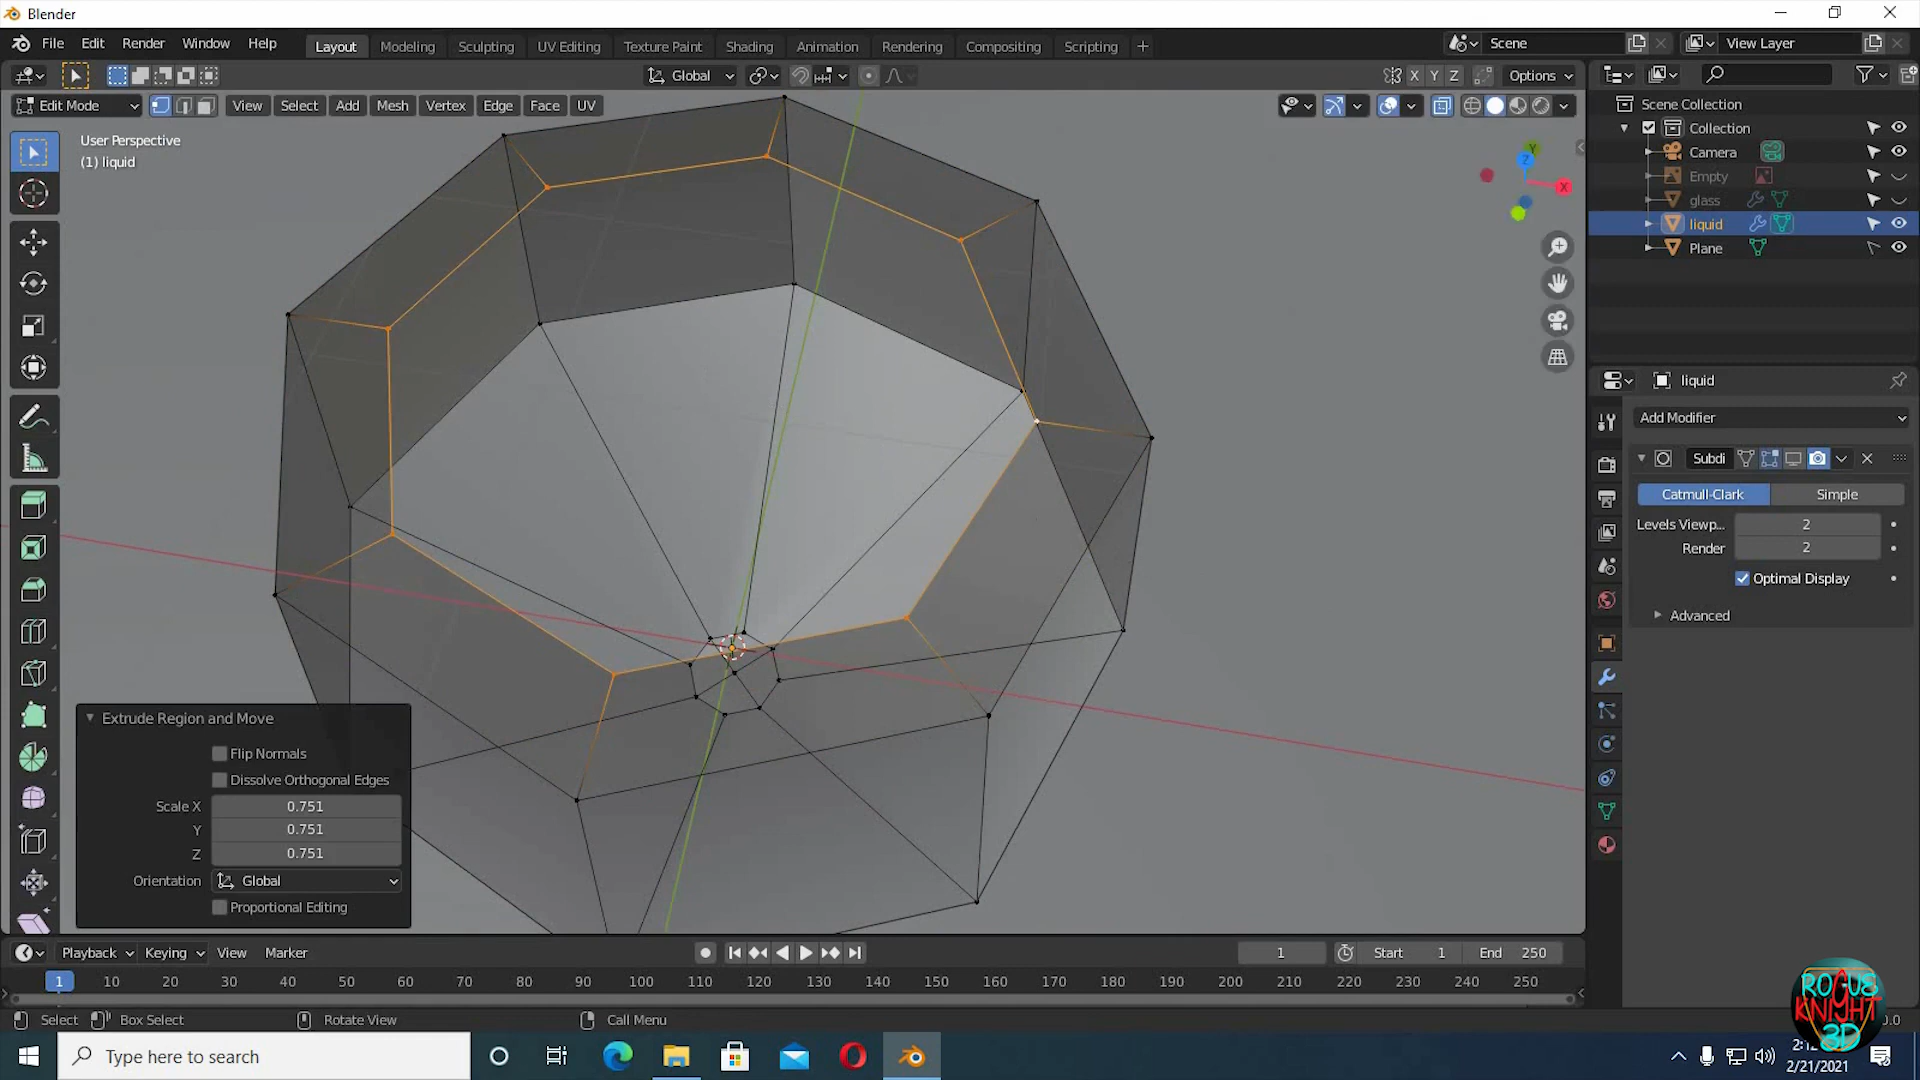 Blender
File Edit Render Window Help Layout Modeling Sculpting UV Editing Texture Paint Shading Animation Rendering Compositing Scripting + Scene View Layer
Global X Y Z Options
Edit Mode View Select Add Mesh Vertex Edge Face UV
Scene Collection
Collection
Camera
Empty
glass
liquid
Plane
User Perspective
(1) liquid
Y
Z
X
liquid
Add Modifier
Subdi
Catmull-Clark Simple
Levels Viewp... 2
Render 2
Optimal Display
Advanced
Extrude Region and Move
Flip Normals
Dissolve Orthogonal Edges
Scale X 0.751
Y 0.751
Z 0.751
Orientation Global
Proportional Editing
Playback Keying View Marker 1 Start 1 End 250
1 10 20 30 40 50 60 70 80 90 100 110 120 130 140 150 160 170 180 190 200 210 220 230 240 250
Select Box Select Rotate View Call Menu
ROGUE
KNIGHT
3D
Type here to search
2/21/2021